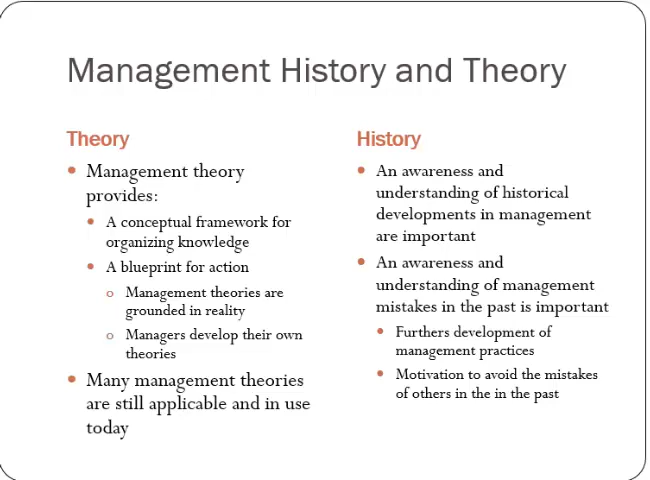 Management History and Theory
Theory
• Management theory
provides:
• A conceptual framework for
organizing knowledge
• A blueprint for action
o Management theories are
grounded in reality
o Managers develop their own
theories
• Many management theories
are still applicable and in use
today
History
• An awareness and
understanding of historical
developments in management
are important
• An awareness and
understanding of management
mistakes in the past is important
• Furthers development of
management practices
• Motivation to avoid the mistakes
of others in the in the past